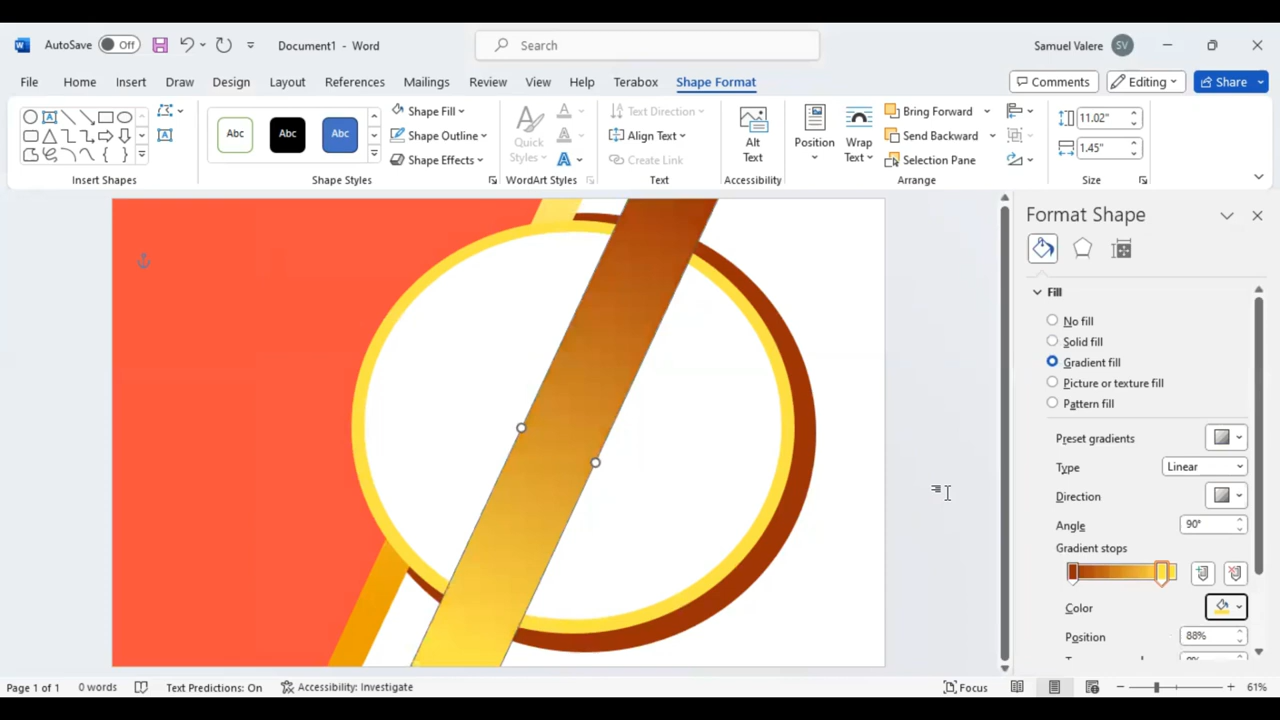 AutoSave Off Document1 - Word Search Samuel Valere SV
File Home Insert Draw Design Layout References Mailings Review View Help Terabox Shape Format Comments Editing Share
Abc Abc Abc
Shape Fill
Shape Outline
Shape Effects
Quick Styles
Text Direction
Align Text
Create Link
Alt Text
Position
Wrap Text
Bring Forward
Send Backward
Selection Pane
11.02"
1.45"
Insert Shapes Shape Styles WordArt Styles Text Accessibility Arrange Size
Format Shape
Fill
No fill
Solid fill
Gradient fill
Picture or texture fill
Pattern fill
Preset gradients
Type Linear
Direction
Angle 90°
Gradient stops
Color
Position 88%
Page 1 of 1 0 words Text Predictions: On Accessibility: Investigate Focus 61%